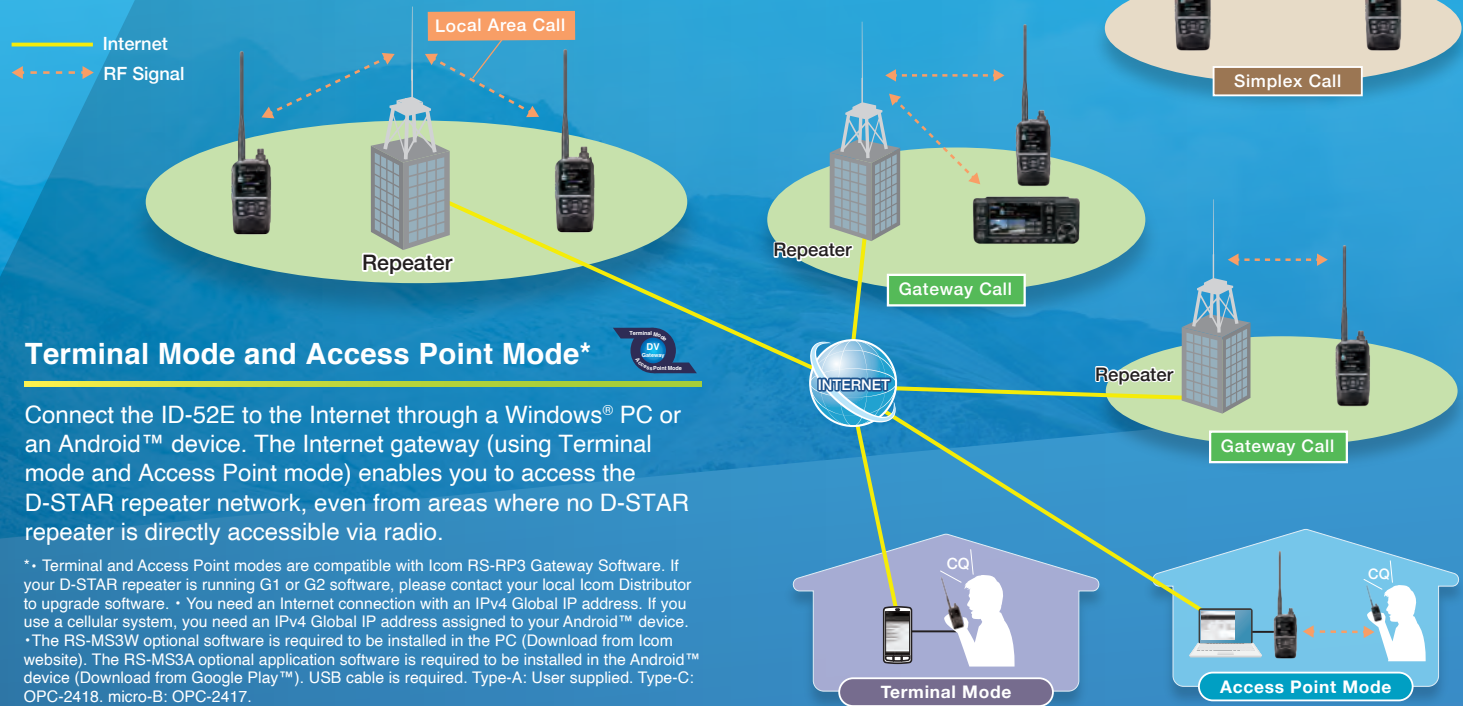 Internet
RF Signal
Local Area Call
Repeater
Simplex Call
Repeater
Gateway Call
Repeater
Gateway Call
INTERNET
Terminal Mode and Access Point Mode*
Terminal Mode
DV
Gateway
Access Point Mode
Connect the ID-52E to the Internet through a Windows® PC or
an Android™ device. The Internet gateway (using Terminal
mode and Access Point mode) enables you to access the
D-STAR repeater network, even from areas where no D-STAR
repeater is directly accessible via radio.
*• Terminal and Access Point modes are compatible with Icom RS-RP3 Gateway Software. If
your D-STAR repeater is running G1 or G2 software, please contact your local Icom Distributor
to upgrade software. • You need an Internet connection with an IPv4 Global IP address. If you
use a cellular system, you need an IPv4 Global IP address assigned to your Android™ device.
•The RS-MS3W optional software is required to be installed in the PC (Download from Icom
website). The RS-MS3A optional application software is required to be installed in the Android™
device (Download from Google Play™). USB cable is required. Type-A: User supplied. Type-C:
OPC-2418. micro-B: OPC-2417.
CQ
Terminal Mode
CQ
Access Point Mode